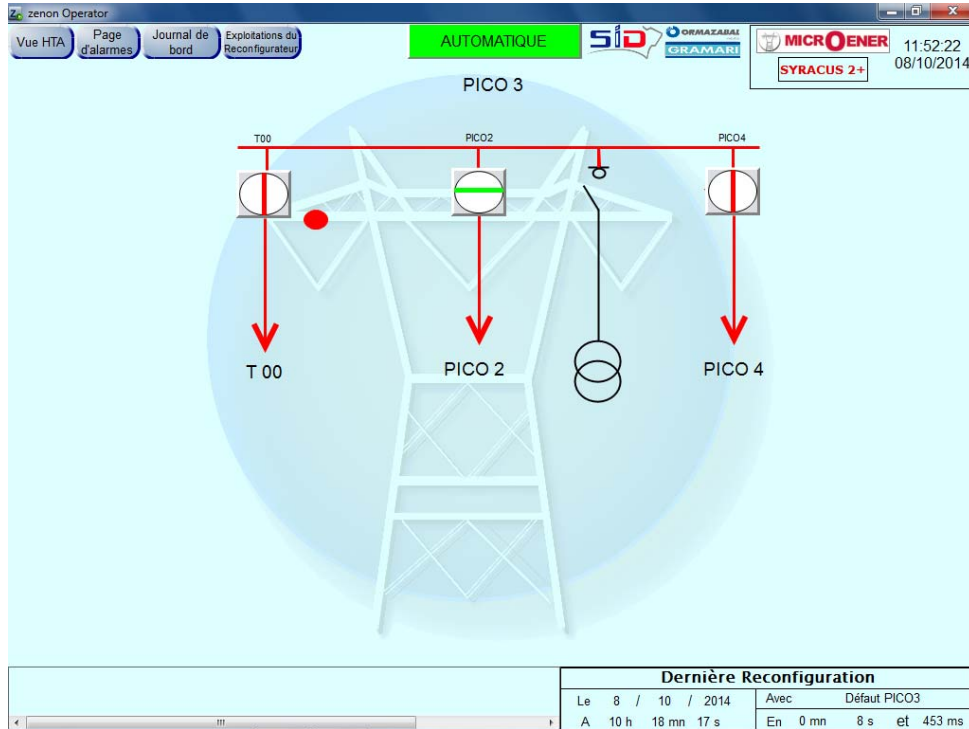 zenon Operator
Vue HTA
Page
d'alarmes
Journal de
bord
Exploitations du
Reconfigurateur
AUTOMATIQUE
SID
ORMAZABAL
GRAMARI
MICROENER
SYRACUS 2+
11:52:22
08/10/2014
PICO 3
T00
PICO2
PICO4
T 00
PICO 2
PICO 4
Dernière Reconfiguration
Le 8 / 10 / 2014
Avec Défaut PICO3
A 10 h 18 mn 17 s
En 0 mn 8 s et 453 ms